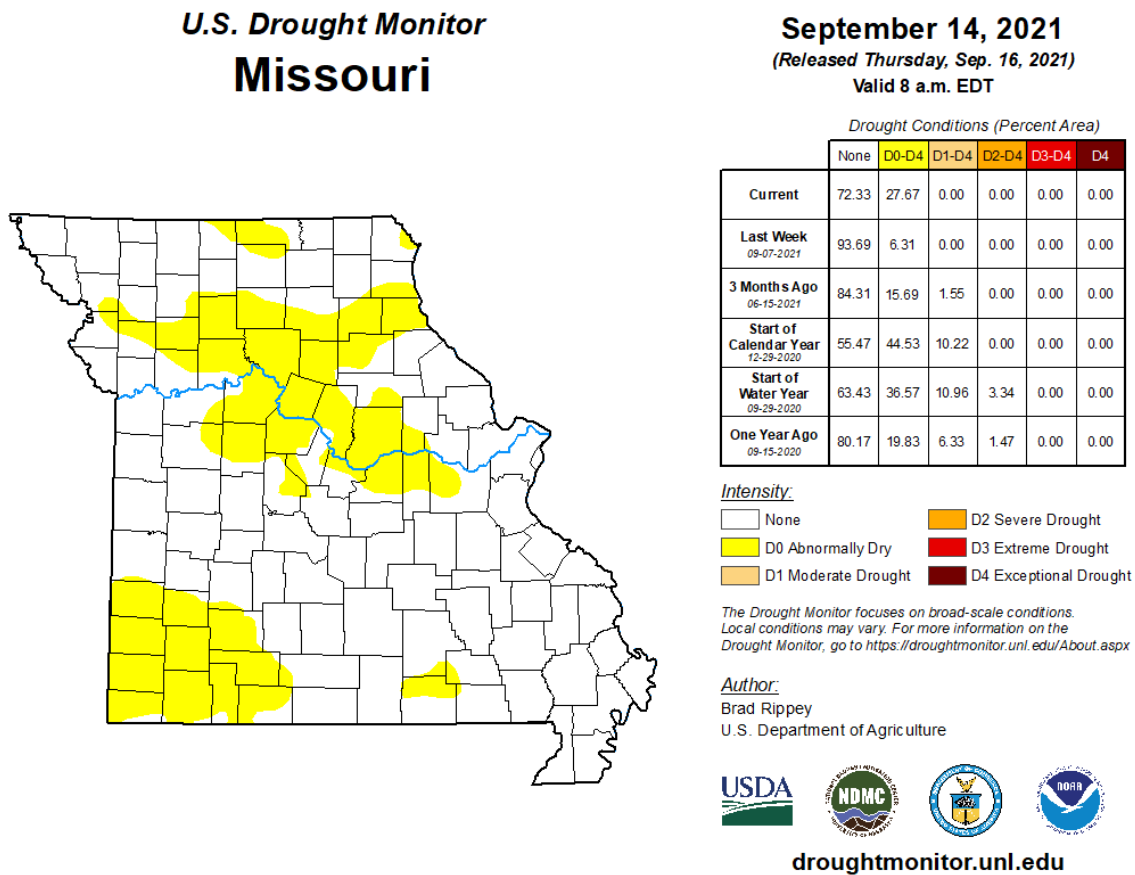 U.S. Drought Monitor
Missouri
September 14, 2021
(Released Thursday, Sep. 16, 2021)
Valid 8 a.m. EDT
Drought Conditions (Percent Area)
None D0-D4 D1-D4 D2-D4 D3-D4 D4
Current 72.33 27.67 0.00 0.00 0.00 0.00
Last Week
09-07-2021 93.69 6.31 0.00 0.00 0.00 0.00
3 Months Ago
06-15-2021 84.31 15.69 1.55 0.00 0.00 0.00
Start of
Calendar Year
12-29-2020 55.47 44.53 10.22 0.00 0.00 0.00
Start of
Water Year
09-29-2020 63.43 36.57 10.96 3.34 0.00 0.00
One Year Ago
09-15-2020 80.17 19.83 6.33 1.47 0.00 0.00
Intensity:
None
D0 Abnormally Dry
D1 Moderate Drought
D2 Severe Drought
D3 Extreme Drought
D4 Exceptional Drought
The Drought Monitor focuses on broad-scale conditions.
Local conditions may vary. For more information on the
Drought Monitor, go to https://droughtmonitor.unl.edu/About.aspx
Author:
Brad Rippey
U.S. Department of Agriculture
USDA
NDMC
NOAA
droughtmonitor.unl.edu